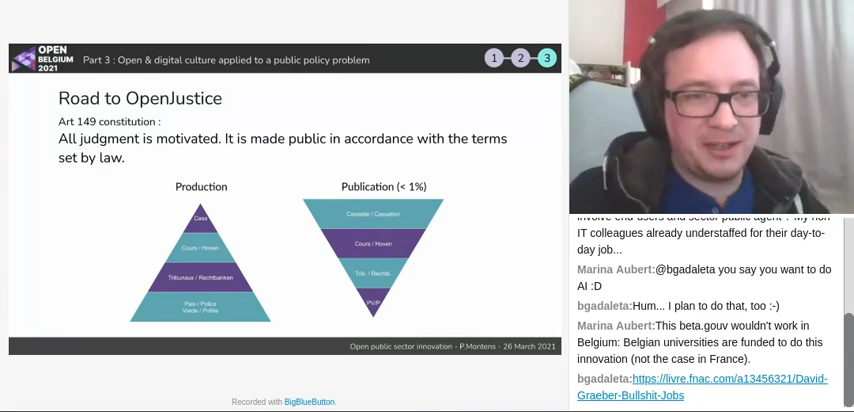 OPEN
BELGIUM
2021
Part 3 : Open & digital culture applied to a public policy problem
1
2
3
Road to OpenJustice
Art 149 constitution :
All judgment is motivated. It is made public in accordance with the terms
set by law.
Production
Publication (< 1%)
Cass
Cours / Hoven
Tribunaux / Rechtbanken
Paix / Police
Vrede / Politie
Cassatie / Cassation
Cours / Hoven
Trib. / Rechtb.
PV/P
Open public sector innovation - P.Montens - 26 March 2021
Recorded with BigBlueButton.
involve end-users and sector public agent ? My non
IT colleagues already understaffed for their day-to-
day job...
Marina Aubert:@bgadaleta you say you want to do
AI :D
bgadaleta:Hum... I plan to do that, too :-)
Marina Aubert:This beta.gouv wouldn't work in
Belgium: Belgian universities are funded to do this
innovation (not the case in France).
bgadaleta:https://livre.fnac.com/a13456321/David-
Graeber-Bullshit-Jobs